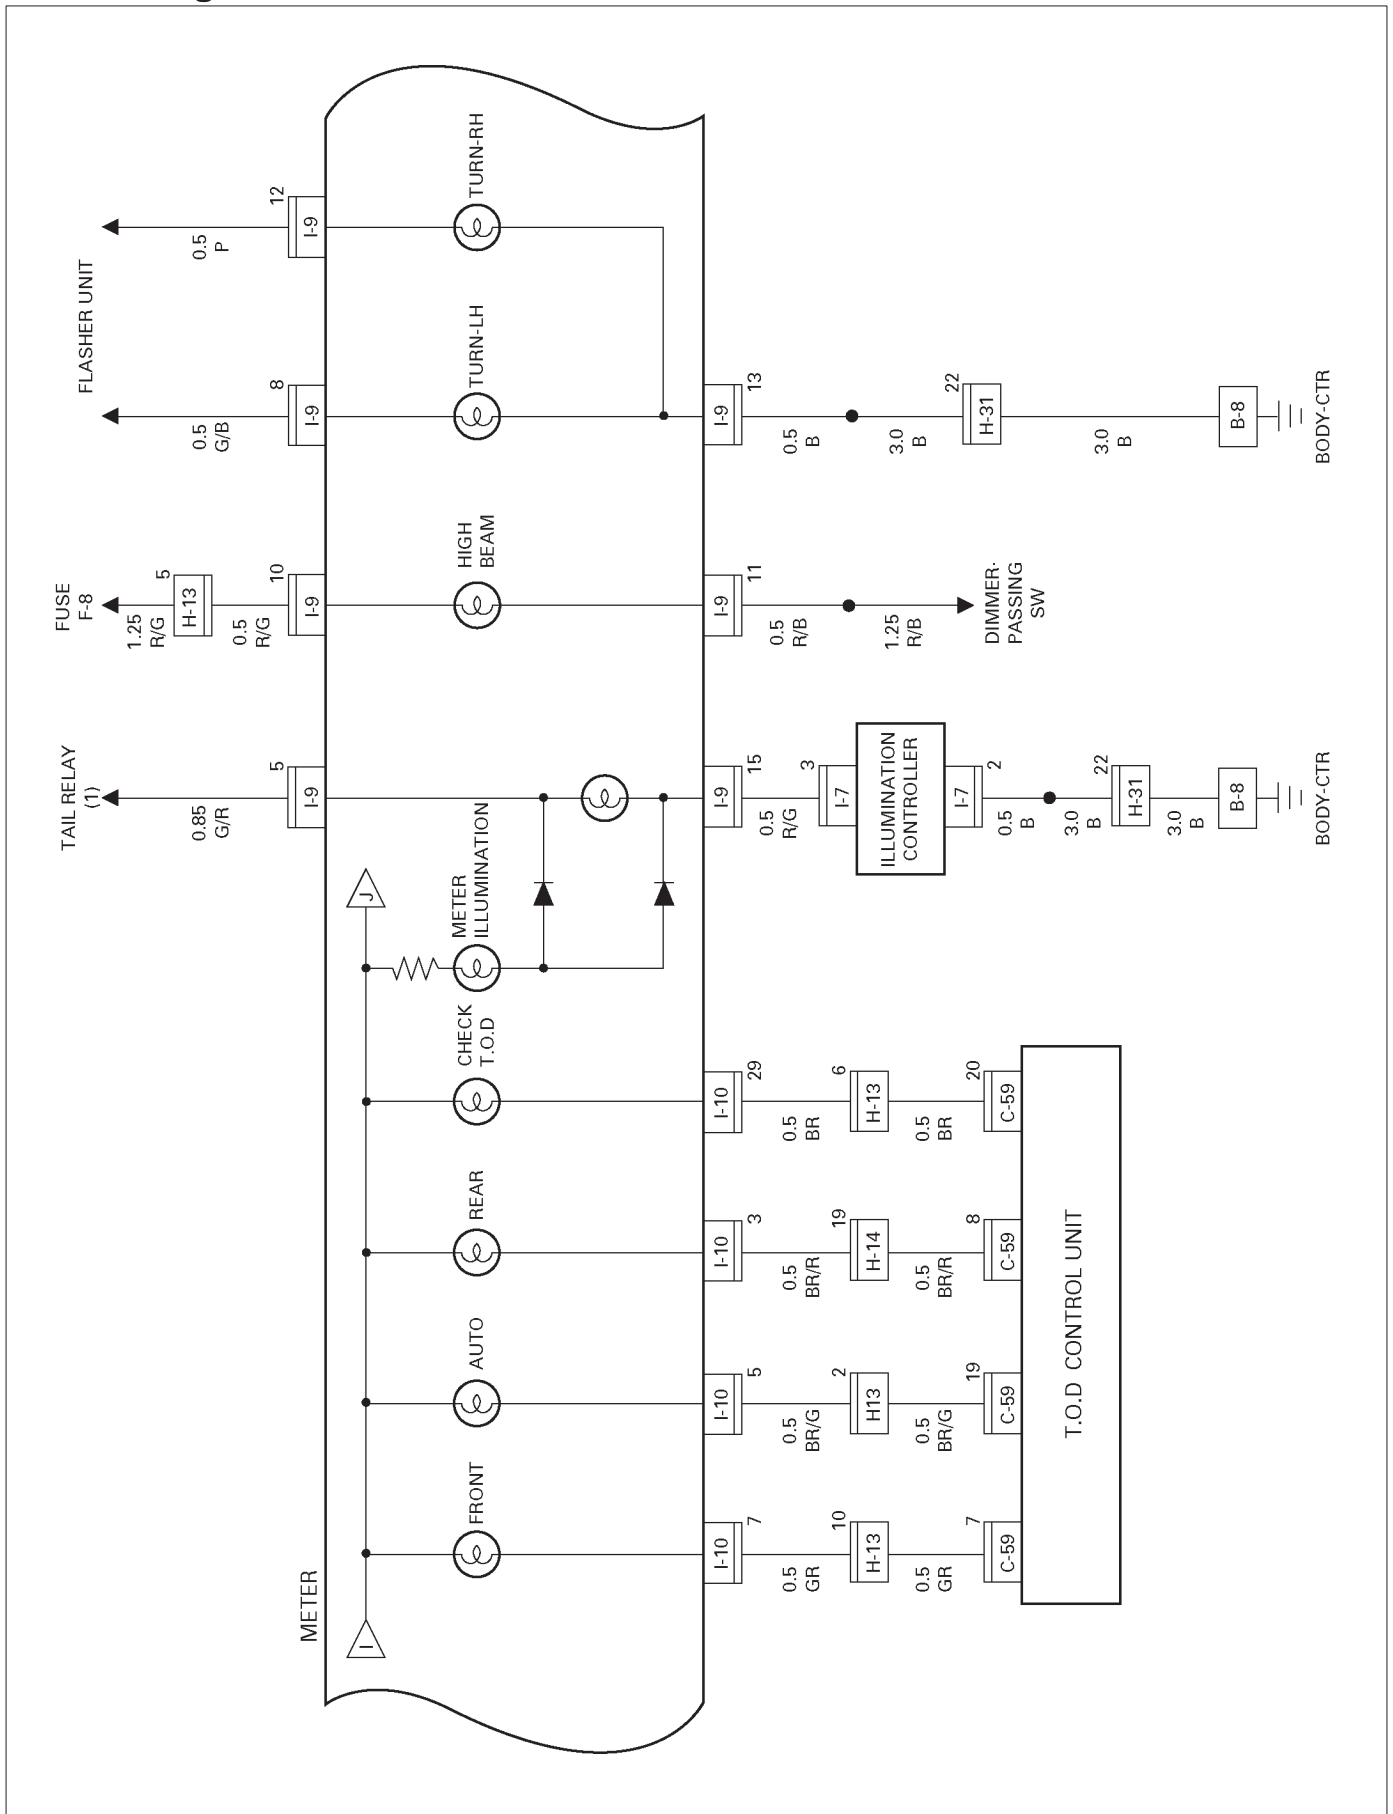 METER
I
J
FLASHER UNIT
FUSE
F-8
TAIL RELAY
(1)
0.85
G/R
5
I-9
1.25
R/G
5
H-13
0.5
R/G
10
I-9
0.5
G/B
8
I-9
0.5
P
12
I-9
FRONT
AUTO
REAR
CHECK
T.O.D
METER
ILLUMINATION
HIGH
BEAM
TURN-LH
TURN-RH
I-10
7
0.5
GR
H-13
10
0.5
GR
C-59
7
I-10
5
0.5
BR/G
H13
2
0.5
BR/G
C-59
19
I-10
3
0.5
BR/R
H-14
19
0.5
BR/R
C-59
8
I-10
29
0.5
BR
H-13
6
0.5
BR
C-59
20
T.O.D CONTROL UNIT
I-9
15
0.5
R/G
I-7
3
ILLUMINATION
CONTROLLER
I-7
2
0.5
B
3.0
B
H-31
22
3.0
B
B-8
BODY-CTR
I-9
11
0.5
R/B
1.25
R/B
DIMMER-
PASSING
SW
I-9
13
0.5
B
3.0
B
H-31
22
3.0
B
B-8
BODY-CTR